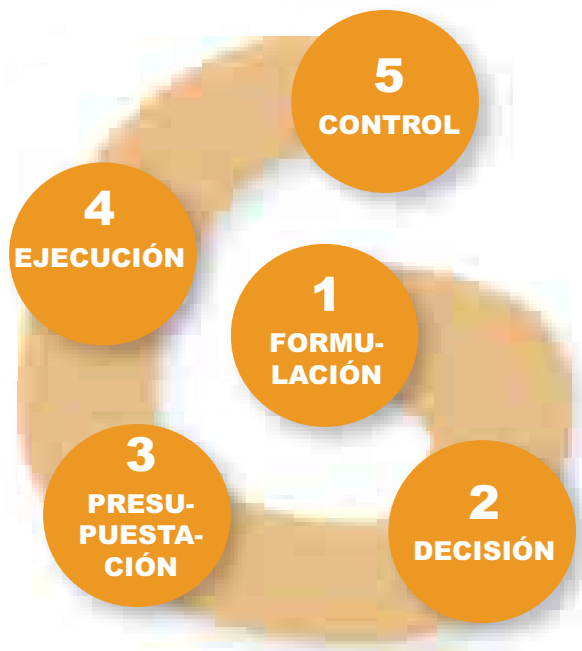 5
CONTROL
4
EJECUCIÓN
1
FORMU-
LACIÓN
3
PRESU-
PUESTA-
CIÓN
2
DECISIÓN